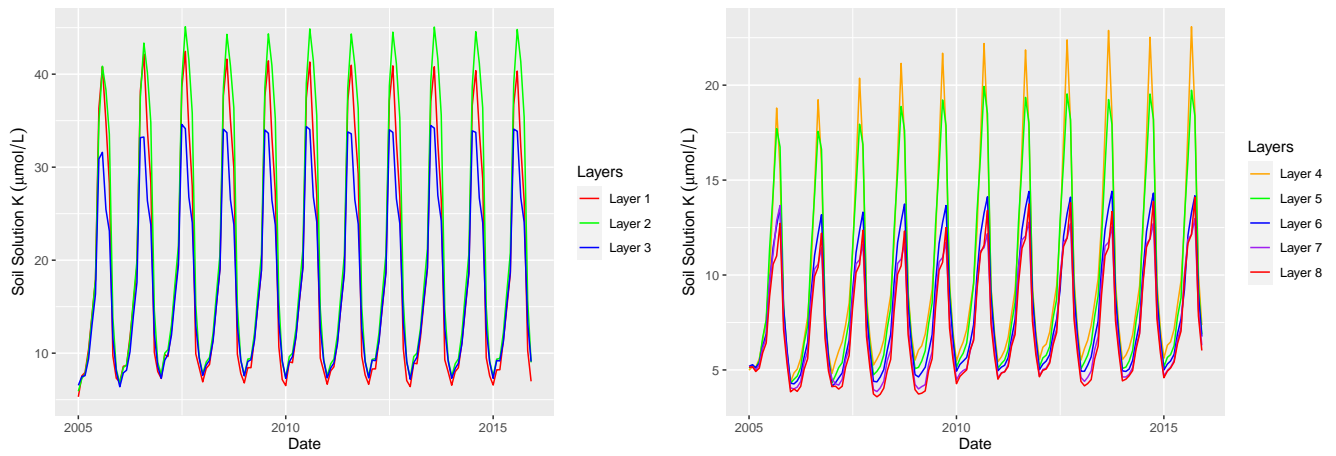 Soil Solution K (μmol/L)
40
30
20
10
2005
2010
2015
Date
Layers
Layer 1
Layer 2
Layer 3
Soil Solution K (μmol/L)
20
15
10
5
2005
2010
2015
Date
Layers
Layer 4
Layer 5
Layer 6
Layer 7
Layer 8